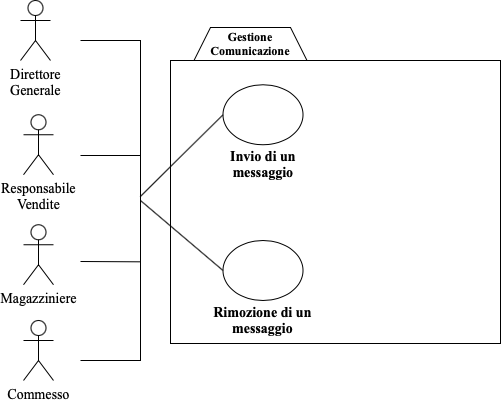 Direttore
Generale
Responsabile
Vendite
Magazziniere
Commesso
Gestione
Comunicazione
Invio di un
messaggio
Rimozione di un
messaggio